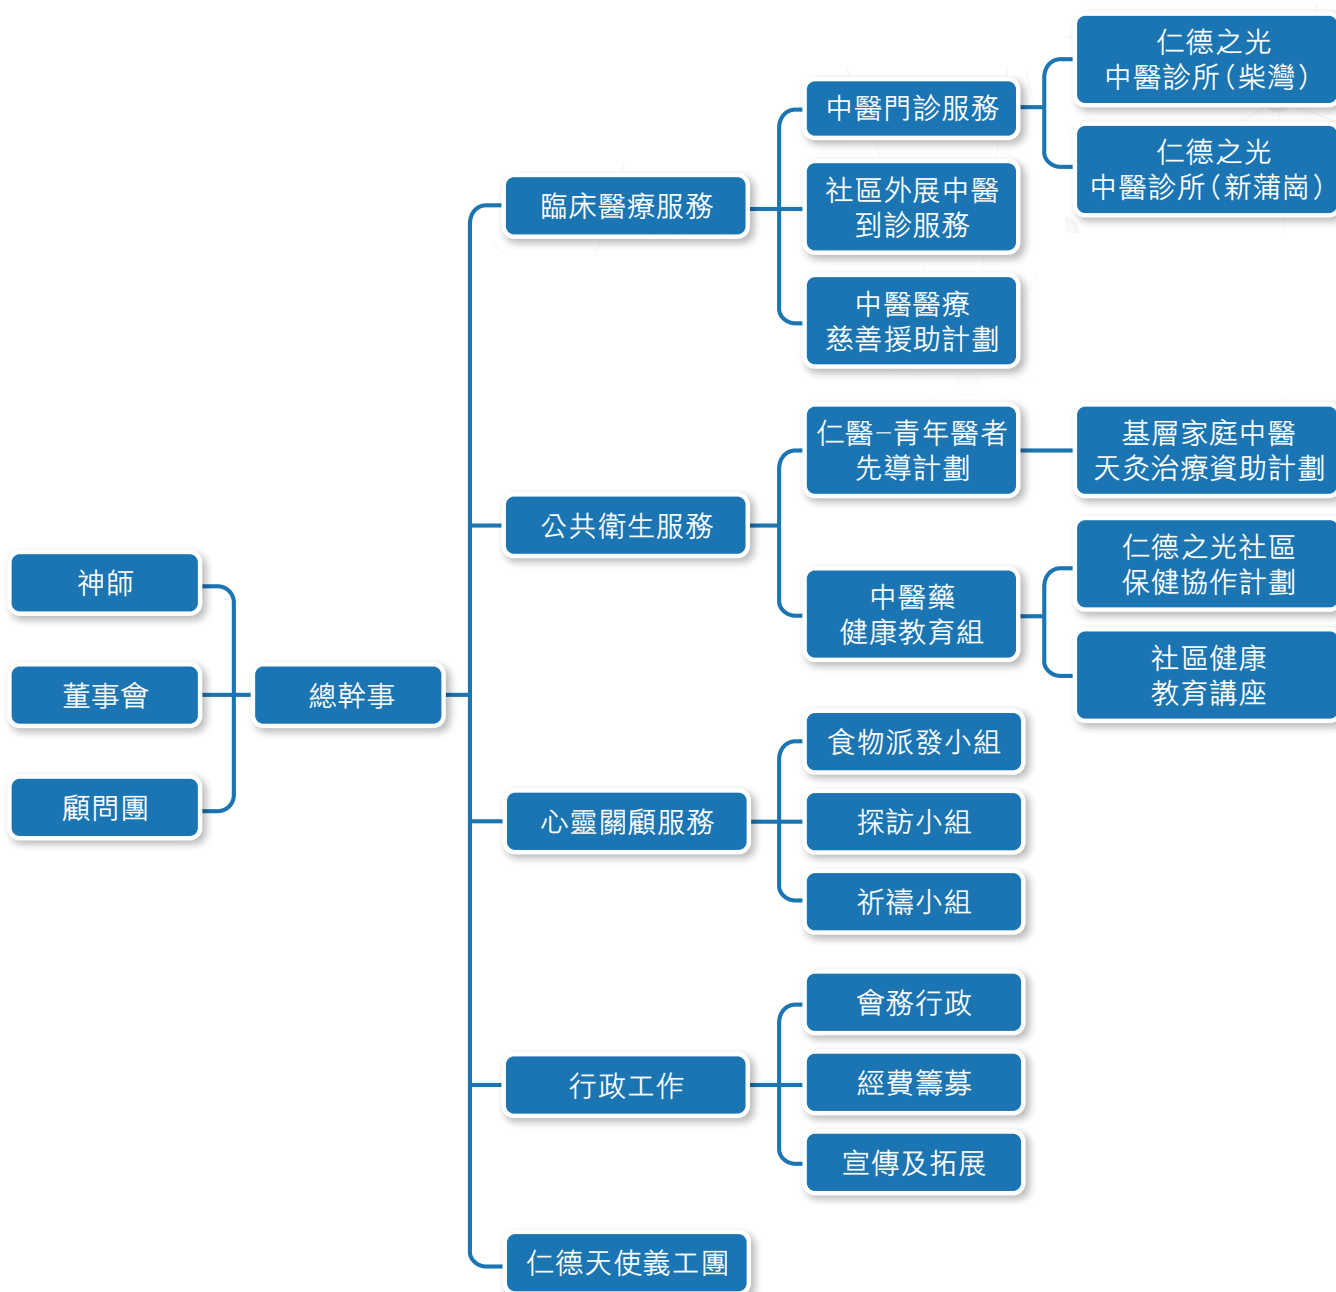 神師
董事會
顧問團
總幹事
臨床醫療服務
中醫門診服務
仁德之光
中醫診所（柴灣）
仁德之光
中醫診所（新蒲崗）
社區外展中醫
到診服務
中醫醫療
慈善援助計劃
公共衛生服務
仁醫–青年醫者
先導計劃
基層家庭中醫
天灸治療資助計劃
中醫藥
健康教育組
仁德之光社區
保健協作計劃
社區健康
教育講座
心靈關顧服務
食物派發小組
探訪小組
祈禱小組
行政工作
會務行政
經費籌募
宣傳及拓展
仁德天使義工團